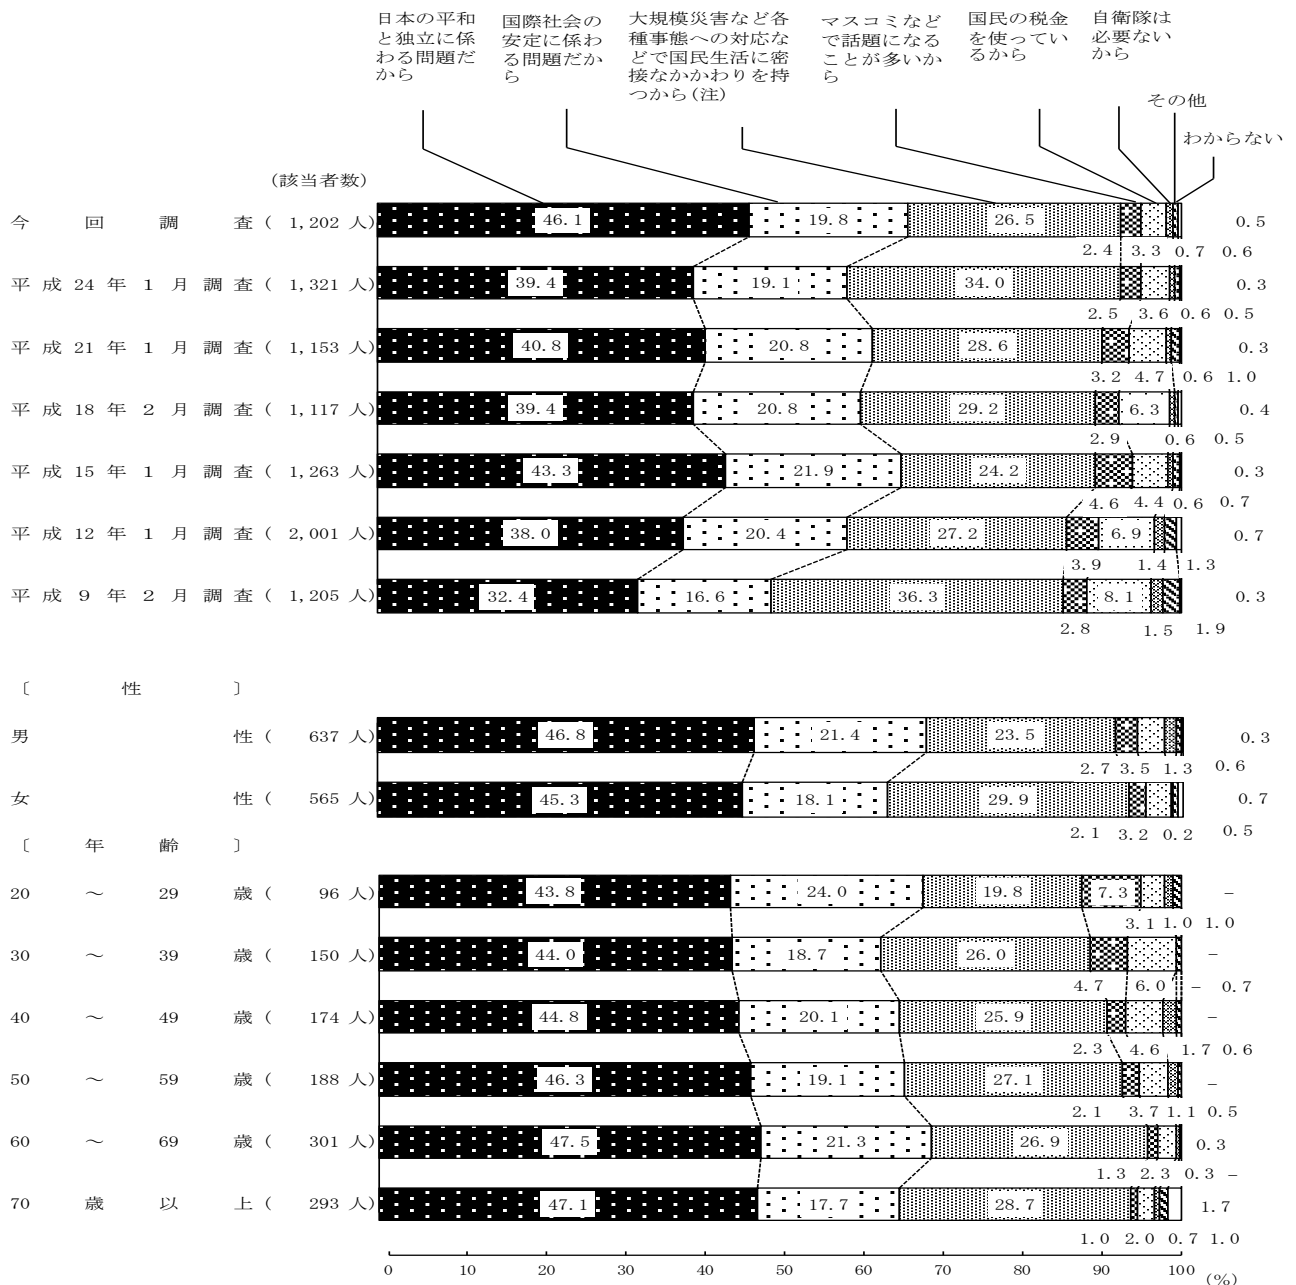 日本の平和
と独立に係
わる問題だ
から
国際社会の
安定に係わ
る問題だか
ら
大規模災害など各
種事態への対応な
どで国民生活に密
接なかかわりを持
つから(注)
マスコミなど
で話題になる
ことが多いか
ら
国民の税金
を使ってい
るから
自衛隊は
必要ない
から
その他
わからない
(該当者数)
今回調査(1,202人) 46.1 19.8 26.5 0.5
2.4 3.3 0.7 0.6
平成24年1月調査(1,321人) 39.4 19.1 34.0 0.3
2.5 3.6 0.6 0.5
平成21年1月調査(1,153人) 40.8 20.8 28.6 0.3
3.2 4.7 0.6 1.0
平成18年2月調査(1,117人) 39.4 20.8 29.2 6.3 0.4
2.9 0.6 0.5
平成15年1月調査(1,263人) 43.3 21.9 24.2 0.3
4.6 4.4 0.6 0.7
平成12年1月調査(2,001人) 38.0 20.4 27.2 6.9 0.7
3.9 1.4 1.3
平成9年2月調査(1,205人) 32.4 16.6 36.3 8.1 0.3
2.8 1.5 1.9
〔性〕
男性(637人) 46.8 21.4 23.5 0.3
2.7 3.5 1.3 0.6
女性(565人) 45.3 18.1 29.9 0.7
2.1 3.2 0.2 0.5
〔年齢〕
20～29歳(96人) 43.8 24.0 19.8 7.3 －
3.1 1.0 1.0
30～39歳(150人) 44.0 18.7 26.0 －
4.7 6.0 － 0.7
40～49歳(174人) 44.8 20.1 25.9 －
2.3 4.6 1.7 0.6
50～59歳(188人) 46.3 19.1 27.1 －
2.1 3.7 1.1 0.5
60～69歳(301人) 47.5 21.3 26.9 0.3
1.3 2.3 0.3 －
70歳以上(293人) 47.1 17.7 28.7 1.7
1.0 2.0 0.7 1.0
0 10 20 30 40 50 60 70 80 90 100
(%)